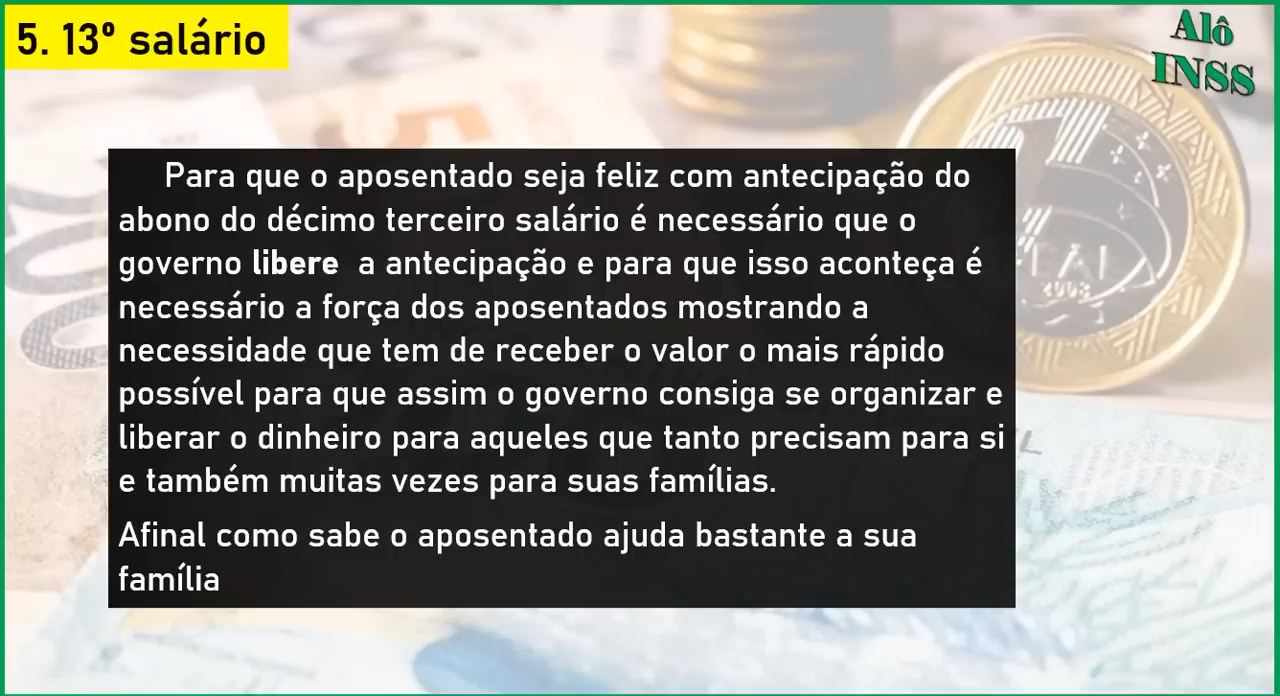 5. 13º salário
Alô
INSS
Para que o aposentado seja feliz com antecipação do
abono do décimo terceiro salário é necessário que o
governo libere a antecipação e para que isso aconteça é
necessário a força dos aposentados mostrando a
necessidade que tem de receber o valor o mais rápido
possível para que assim o governo consiga se organizar e
liberar o dinheiro para aqueles que tanto precisam para si
e também muitas vezes para suas famílias.
Afinal como sabe o aposentado ajuda bastante a sua
família